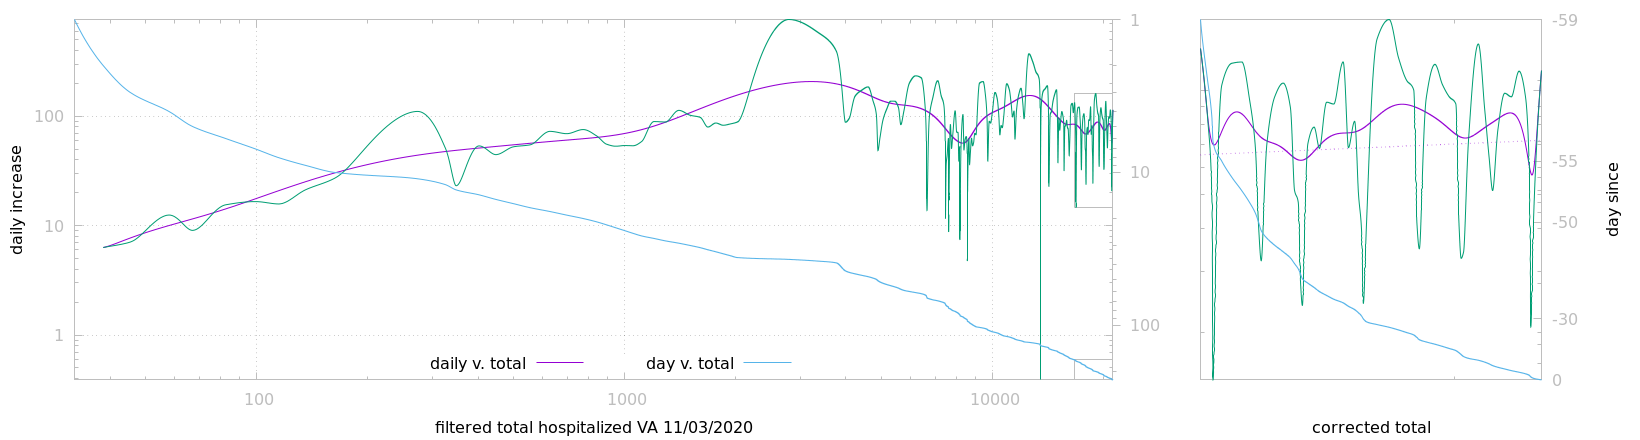 daily increase
100
10
1
daily v. total
day v. total
100
1000
10000
filtered total hospitalized VA 11/03/2020
1
10
100
-59
-55
-50
-30
0
day since
corrected total